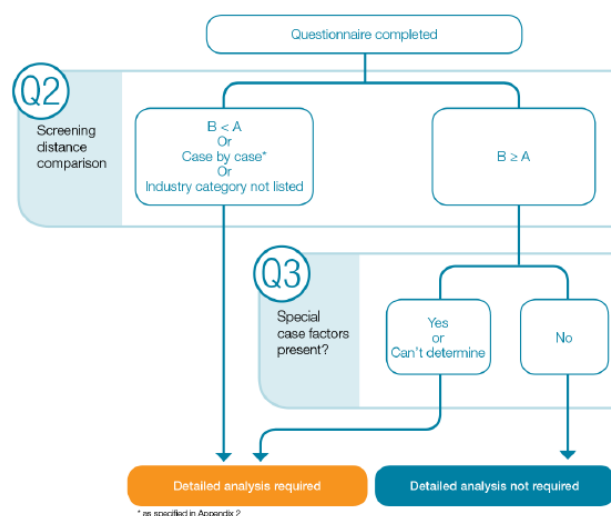 Questionnaire completed
Q2
Screening
distance
comparison
B < A
Or
Case by case*
Or
Industry category not listed
B ≥ A
Q3
Special
case factors
present?
Yes
or
Can't determine
No
Detailed analysis required
Detailed analysis not required
* as specified in Appendix 2